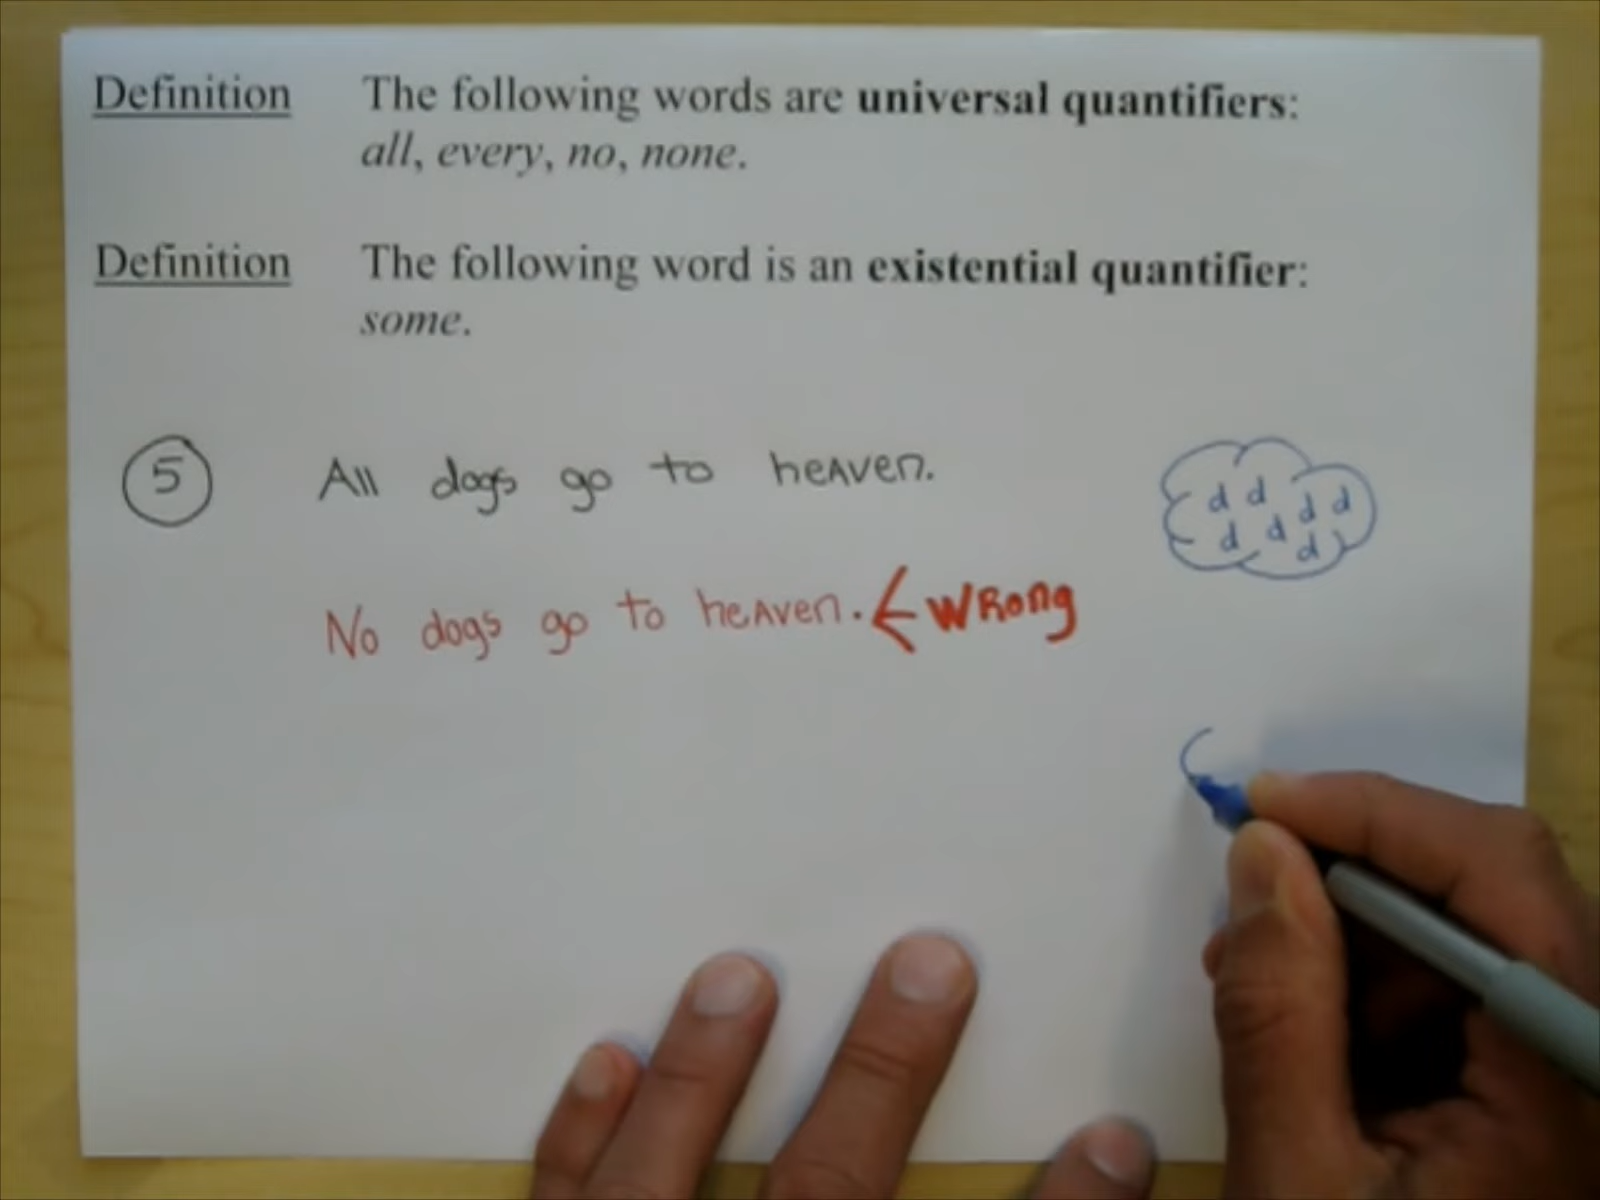 Definition The following words are universal quantifiers:
all, every, no, none.
Definition The following word is an existential quantifier:
some.
5 All dogs go to heaven.
d d d d
d d d
No dogs go to heaven. ← Wrong